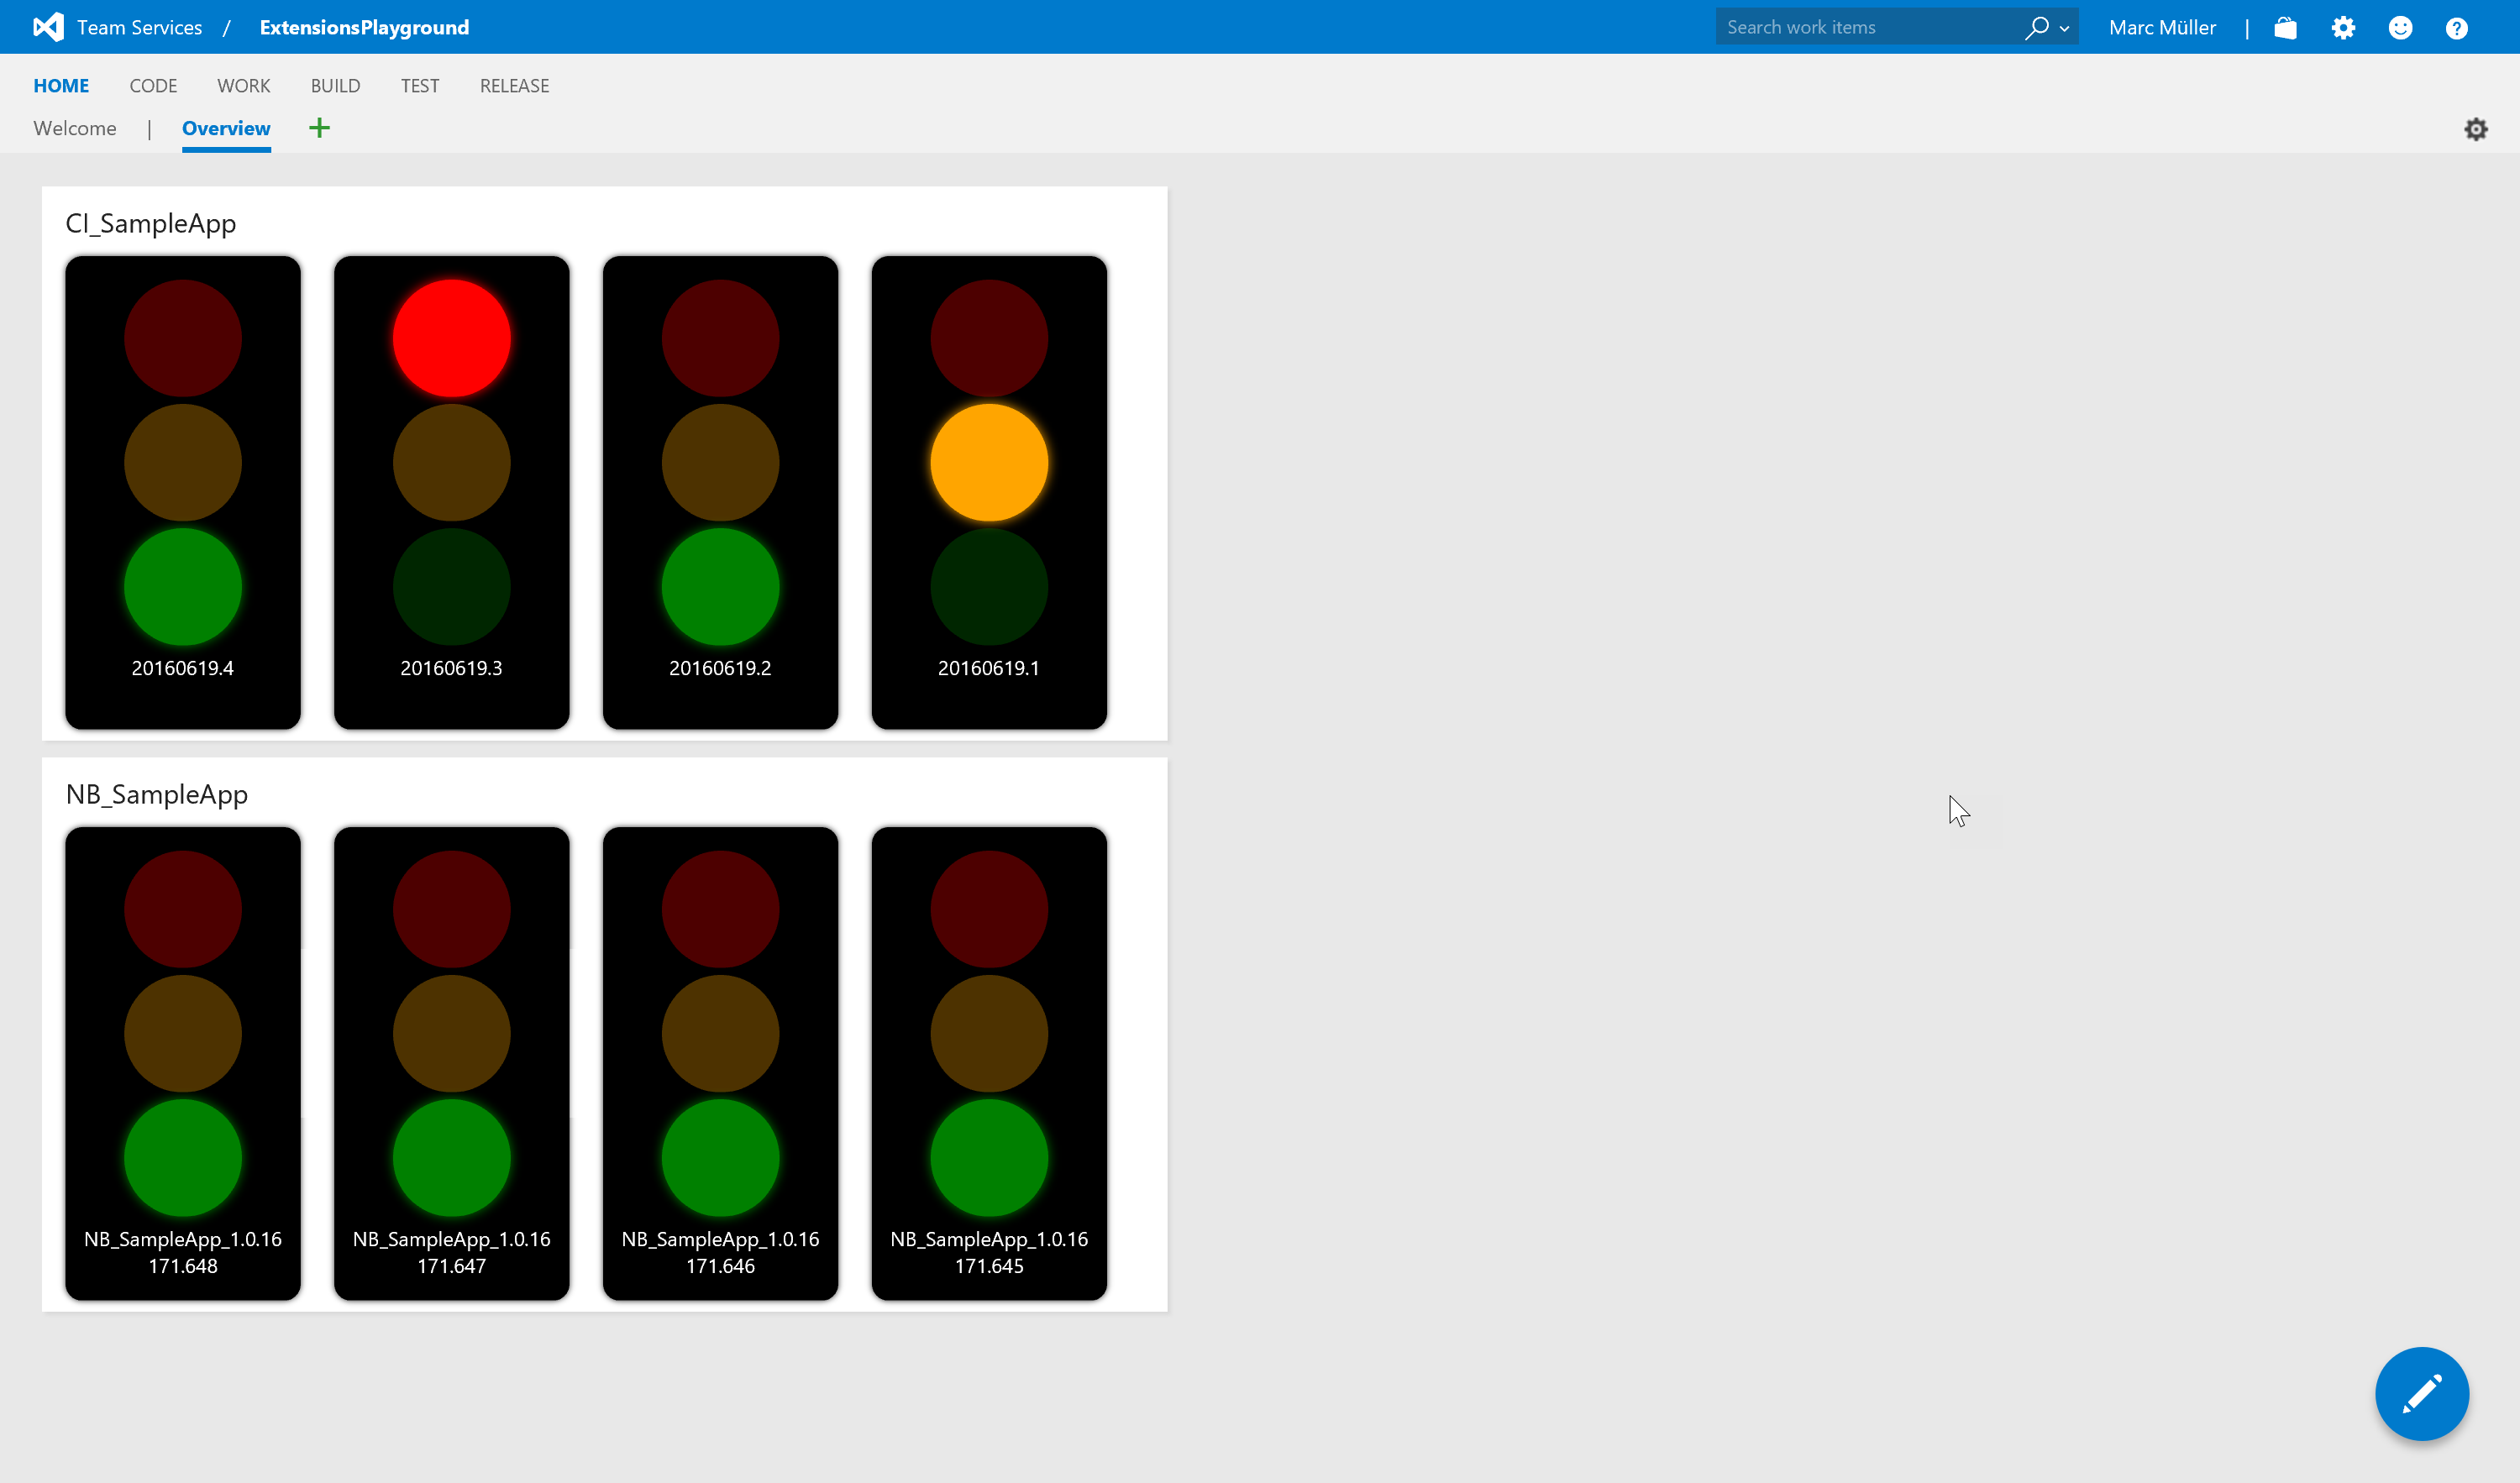 Team Services / ExtensionsPlayground
Search work items
Marc Müller |
HOME CODE WORK BUILD TEST RELEASE
Welcome | Overview +
CI_SampleApp
20160619.4 20160619.3 20160619.2 20160619.1
NB_SampleApp
NB_SampleApp_1.0.16 NB_SampleApp_1.0.16 NB_SampleApp_1.0.16 NB_SampleApp_1.0.16
171.648 171.647 171.646 171.645